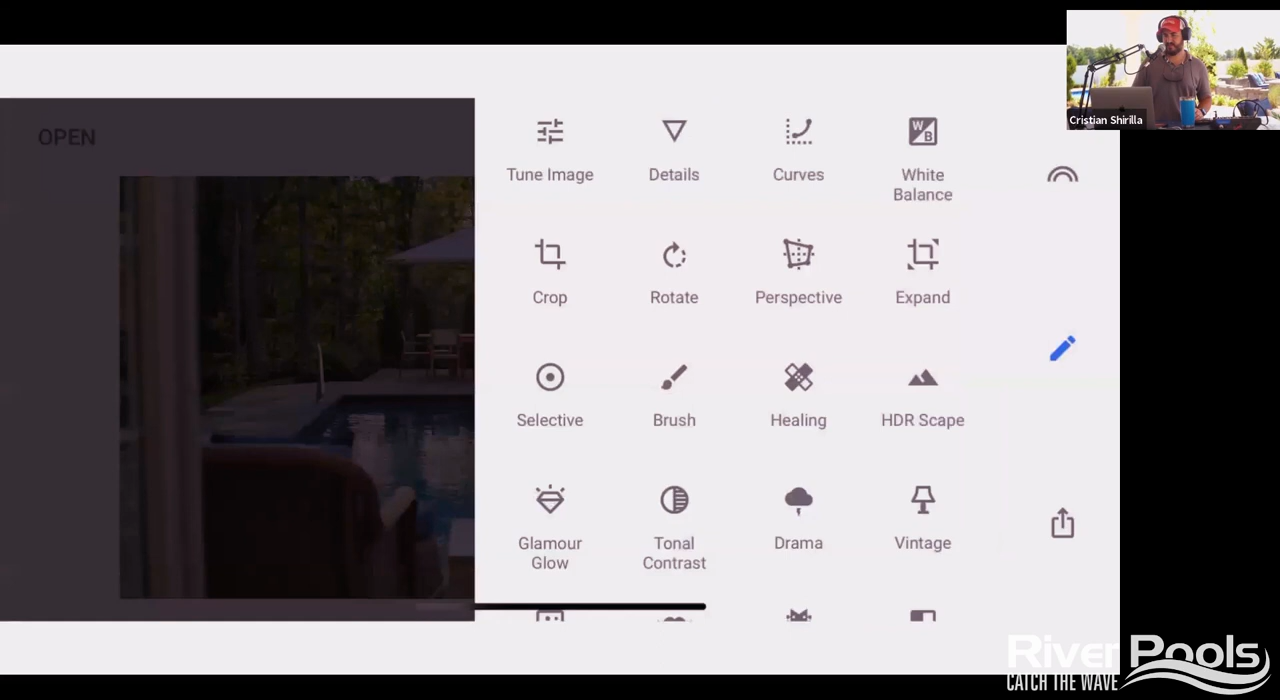 Cristian Shirilla
OPEN
Tune Image
Details
Curves
W
B
White
Balance
Crop
Rotate
Perspective
Expand
Selective
Brush
Healing
HDR Scape
Glamour
Glow
Tonal
Contrast
Drama
Vintage
River Pools
CATCH THE WAVE